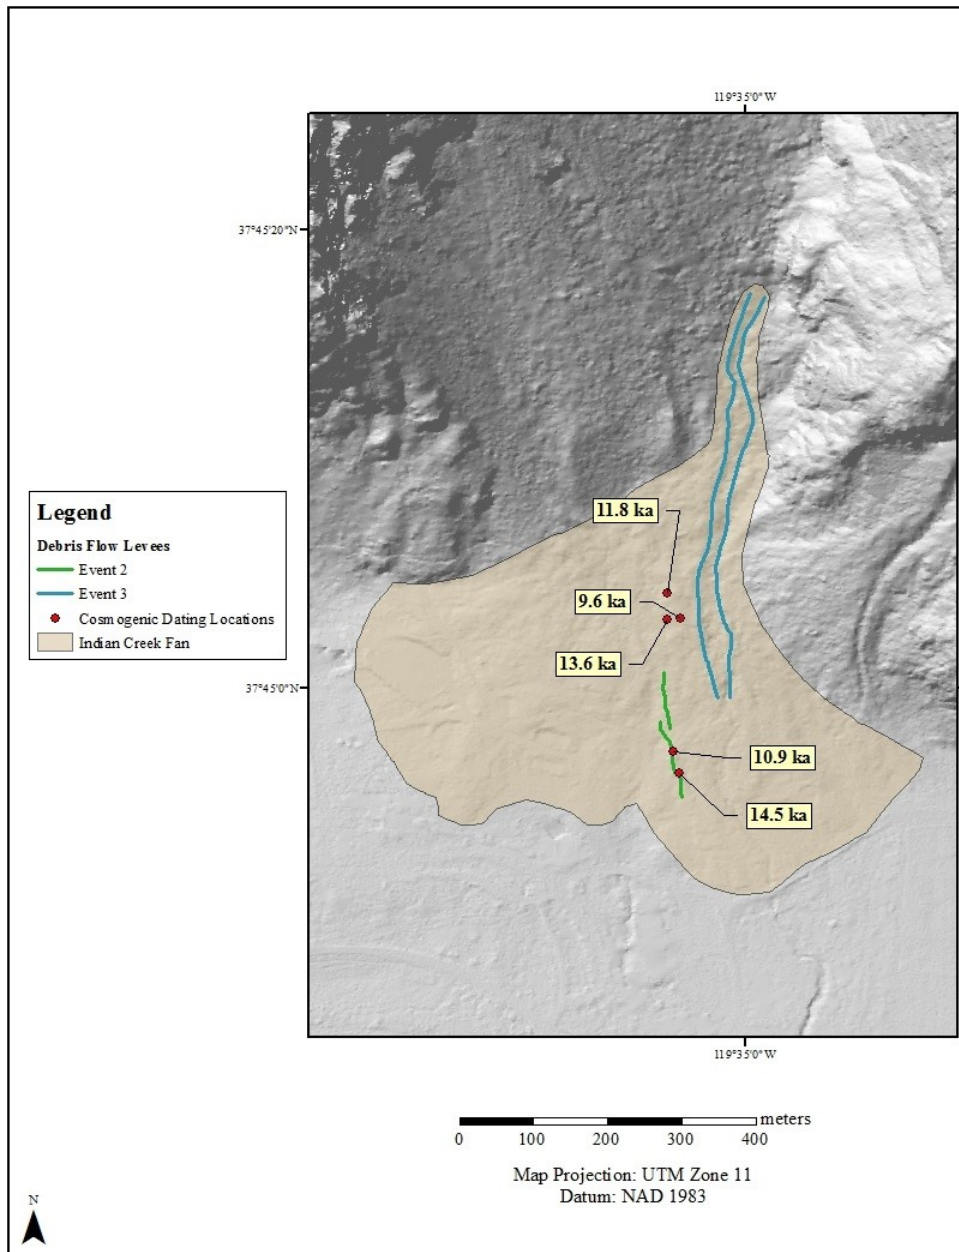 119°35'0"W
37°45'20"N
11.8 ka
Legend
Debris Flow Levees
Event 2
Event 3
Cosmogenic Dating Locations
Indian Creek Fan
9.6 ka
13.6 ka
37°45'0"N
10.9 ka
14.5 ka
119°35'0"W
meters
0 100 200 300 400
Map Projection: UTM Zone 11
Datum: NAD 1983
N